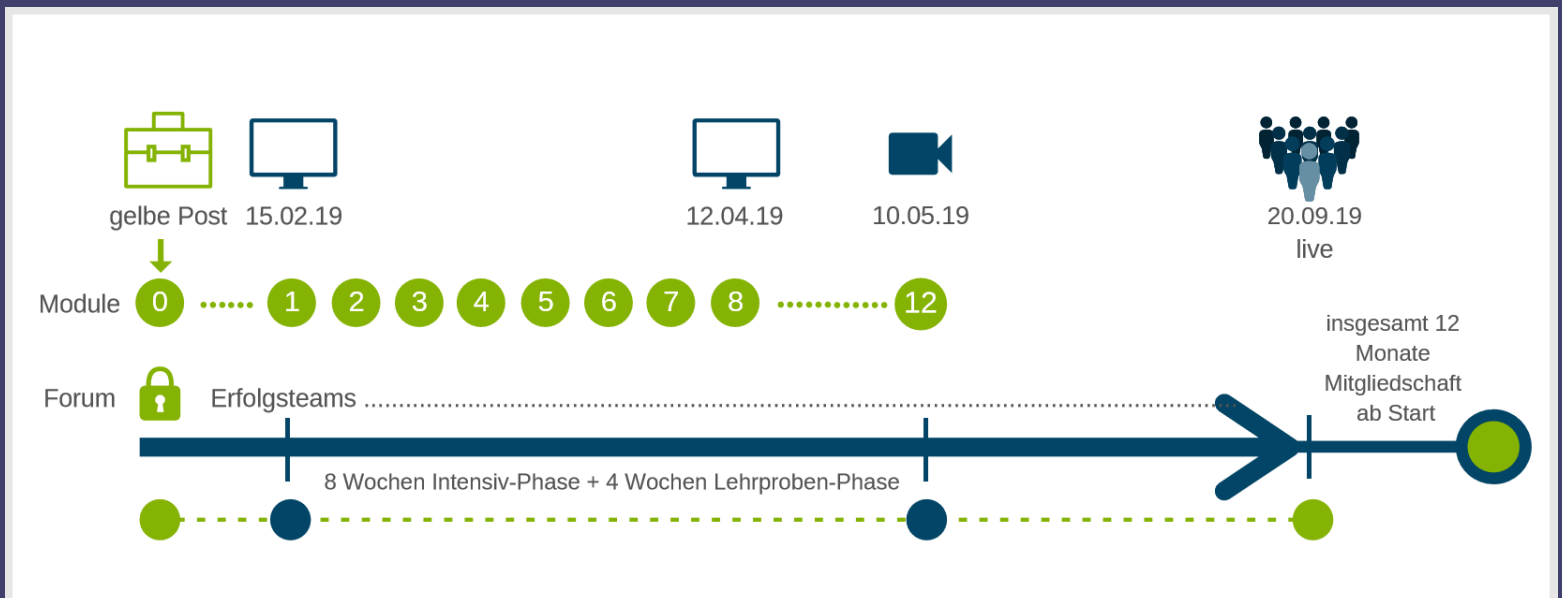 gelbe Post 15.02.19 12.04.19 10.05.19 20.09.19
live
Module 0 1 2 3 4 5 6 7 8 12
insgesamt 12
Monate
Mitgliedschaft
ab Start
Forum Erfolgsteams
8 Wochen Intensiv-Phase + 4 Wochen Lehrproben-Phase